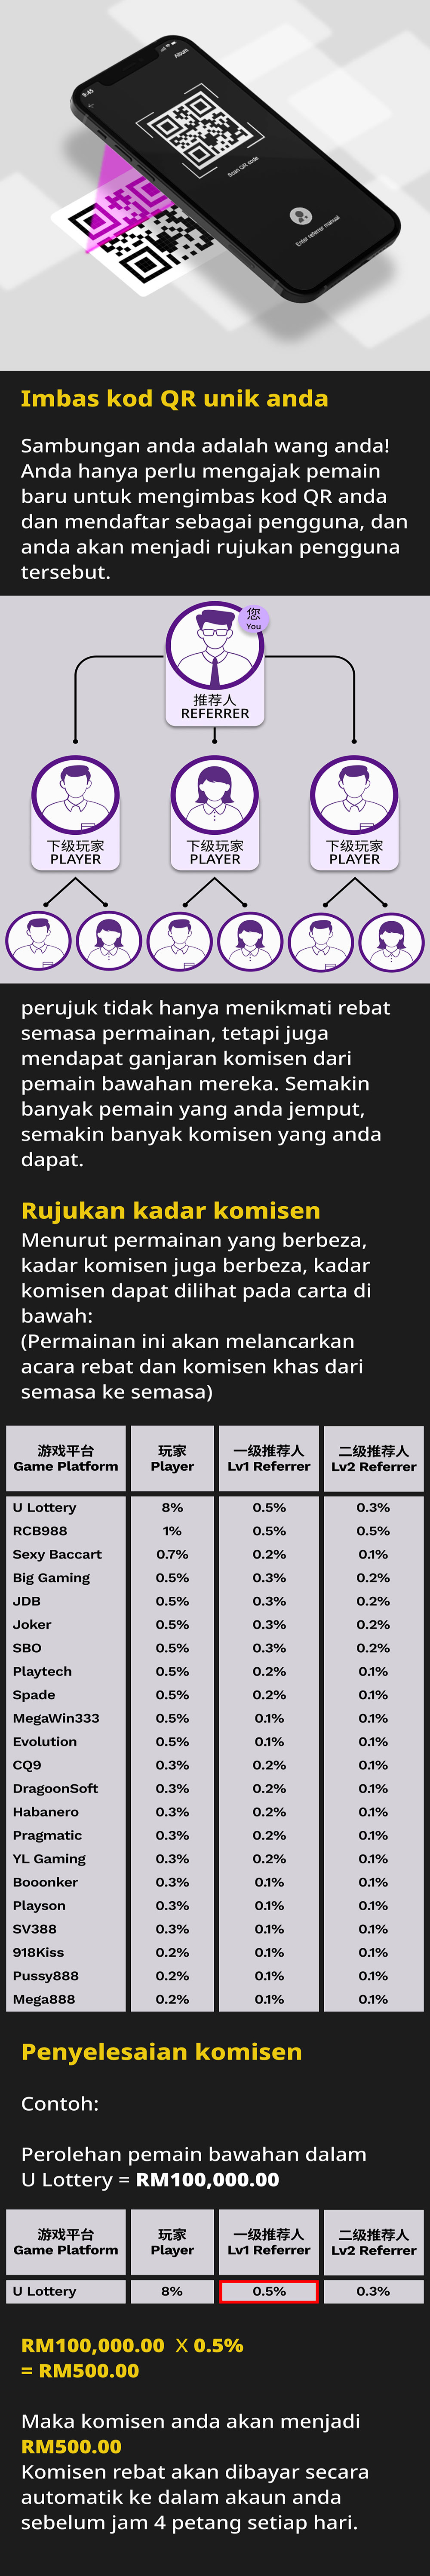 9:45
Album
Scan QR code
Enter referrer manual
Imbas kod QR unik anda
Sambungan anda adalah wang anda!
Anda hanya perlu mengajak pemain
baru untuk mengimbas kod QR anda
dan mendaftar sebagai pengguna, dan
anda akan menjadi rujukan pengguna
tersebut.
您
You
推荐人
REFERRER
下级玩家 下级玩家 下级玩家
PLAYER PLAYER PLAYER
perujuk tidak hanya menikmati rebat
semasa permainan, tetapi juga
mendapat ganjaran komisen dari
pemain bawahan mereka. Semakin
banyak pemain yang anda jemput,
semakin banyak komisen yang anda
dapat.
Rujukan kadar komisen
Menurut permainan yang berbeza,
kadar komisen juga berbeza, kadar
komisen dapat dilihat pada carta di
bawah:
(Permainan ini akan melancarkan
acara rebat dan komisen khas dari
semasa ke semasa)
游戏平台 玩家 一级推荐人 二级推荐人
Game Platform Player Lv1 Referrer Lv2 Referrer
U Lottery 8% 0.5% 0.3%
RCB988 1% 0.5% 0.5%
Sexy Baccart 0.7% 0.2% 0.1%
Big Gaming 0.5% 0.3% 0.2%
JDB 0.5% 0.3% 0.2%
Joker 0.5% 0.3% 0.2%
SBO 0.5% 0.3% 0.2%
Playtech 0.5% 0.2% 0.1%
Spade 0.5% 0.2% 0.1%
MegaWin333 0.5% 0.1% 0.1%
Evolution 0.5% 0.1% 0.1%
CQ9 0.3% 0.2% 0.1%
DragoonSoft 0.3% 0.2% 0.1%
Habanero 0.3% 0.2% 0.1%
Pragmatic 0.3% 0.2% 0.1%
YL Gaming 0.3% 0.2% 0.1%
Booonker 0.3% 0.1% 0.1%
Playson 0.3% 0.1% 0.1%
SV388 0.3% 0.1% 0.1%
918Kiss 0.2% 0.1% 0.1%
Pussy888 0.2% 0.1% 0.1%
Mega888 0.2% 0.1% 0.1%
Penyelesaian komisen
Contoh:
Perolehan pemain bawahan dalam
U Lottery = RM100,000.00
游戏平台 玩家 一级推荐人 二级推荐人
Game Platform Player Lv1 Referrer Lv2 Referrer
U Lottery 8% 0.5% 0.3%
RM100,000.00 X 0.5%
= RM500.00
Maka komisen anda akan menjadi
RM500.00
Komisen rebat akan dibayar secara
automatik ke dalam akaun anda
sebelum jam 4 petang setiap hari.